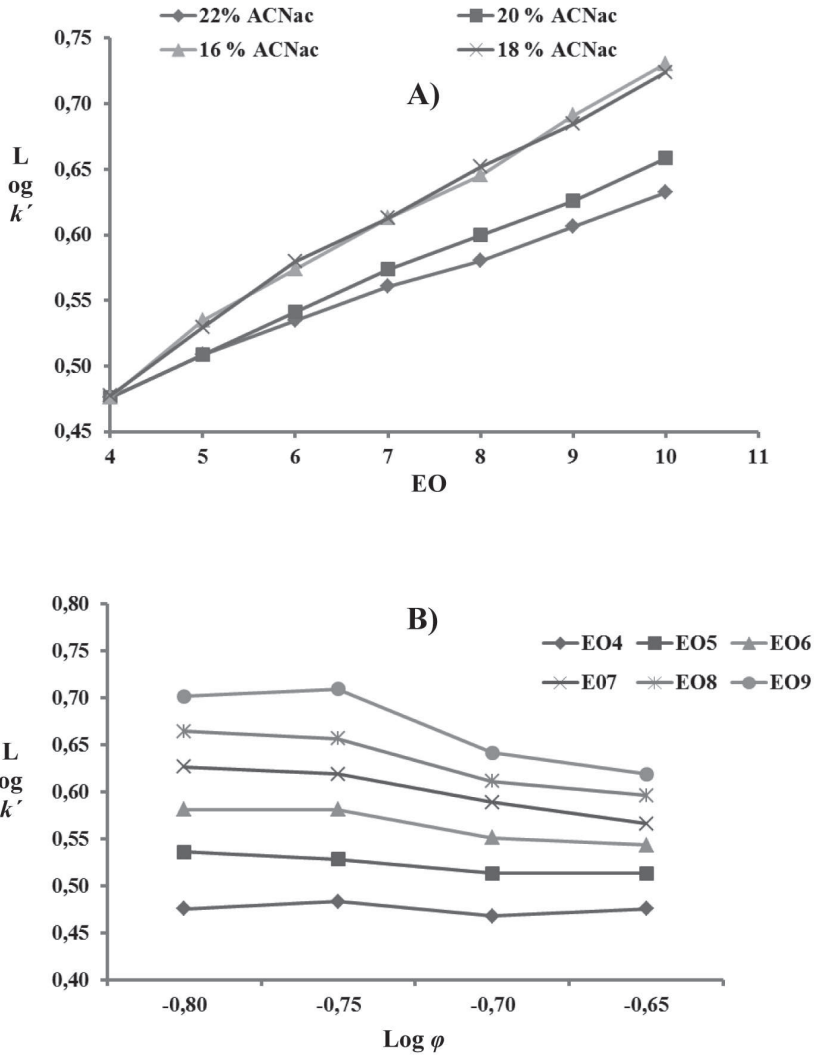 22% ACNac 20 % ACNac
16 % ACNac 18 % ACNac
A)
0,75
0,70
0,65
0,60
0,55
0,50
0,45
L
og
k´
4 5 6 7 8 9 10 11
EO
B)
EO4 EO5 EO6
E07 EO8 EO9
0,80
0,75
0,70
0,65
0,60
0,55
0,50
0,45
0,40
L
og
k´
-0,80 -0,75 -0,70 -0,65
Log φ